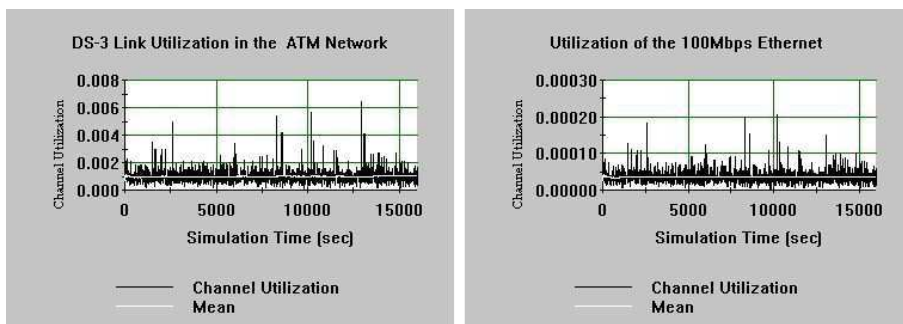 DS-3 Link Utilization in the ATM Network
Channel Utilization
0.008
0.006
0.004
0.002
0.000
0 5000 10000 15000
Simulation Time (sec)
Channel Utilization
Mean
Utilization of the 100Mbps Ethernet
Channel Utilization
0.00030
0.00020
0.00010
0.00000
0 5000 10000 15000
Simulation Time (sec)
Channel Utilization
Mean